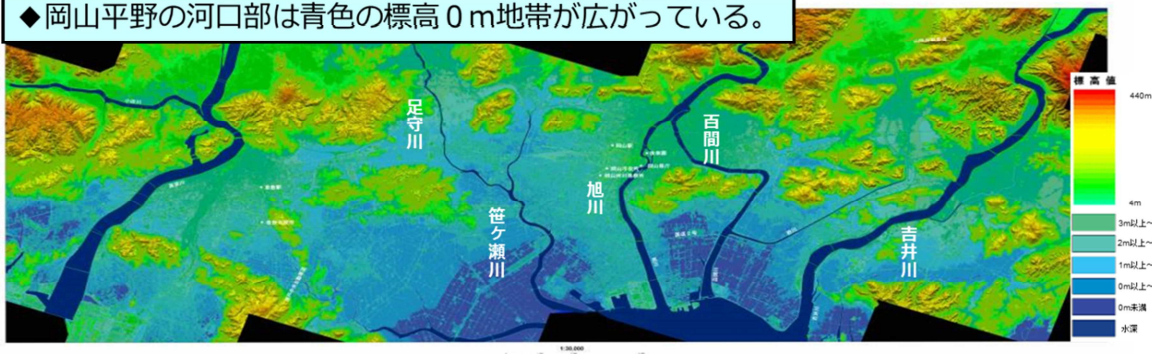 ◆岡山平野の河口部は青色の標高０ｍ地帯が広がっている。
足守川
百間川
旭川
笹ヶ瀬川
吉井川
標高値
440m
4m
3m以上～
2m以上～
1m以上～
0m以上～
0m未満
水深
1:50,000